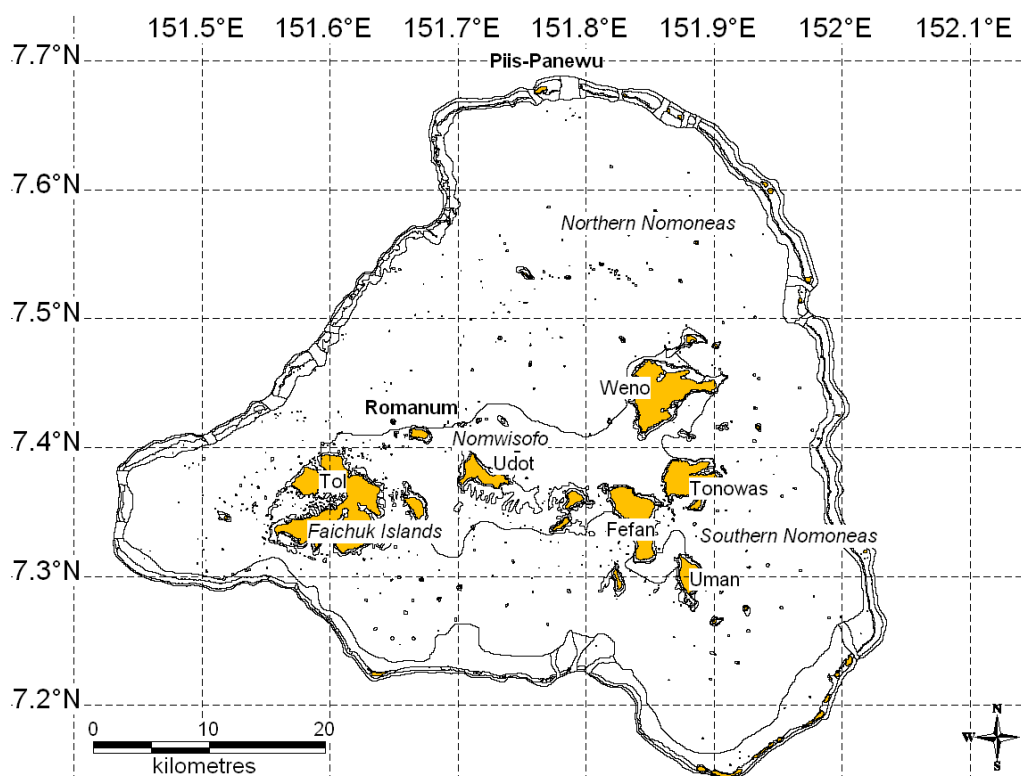 151.5°E 151.6°E 151.7°E 151.8°E 151.9°E 152°E 152.1°E
7.7°N
Piis-Panewu
7.6°N
Northern Nomoneas
7.5°N
Weno
Romanum
7.4°N
Nomwisofo
Udot
Tol
Tonowas
Faichuk Islands
Fefan
Southern Nomoneas
7.3°N
Uman
7.2°N
0 10 20
kilometres
N
W
S